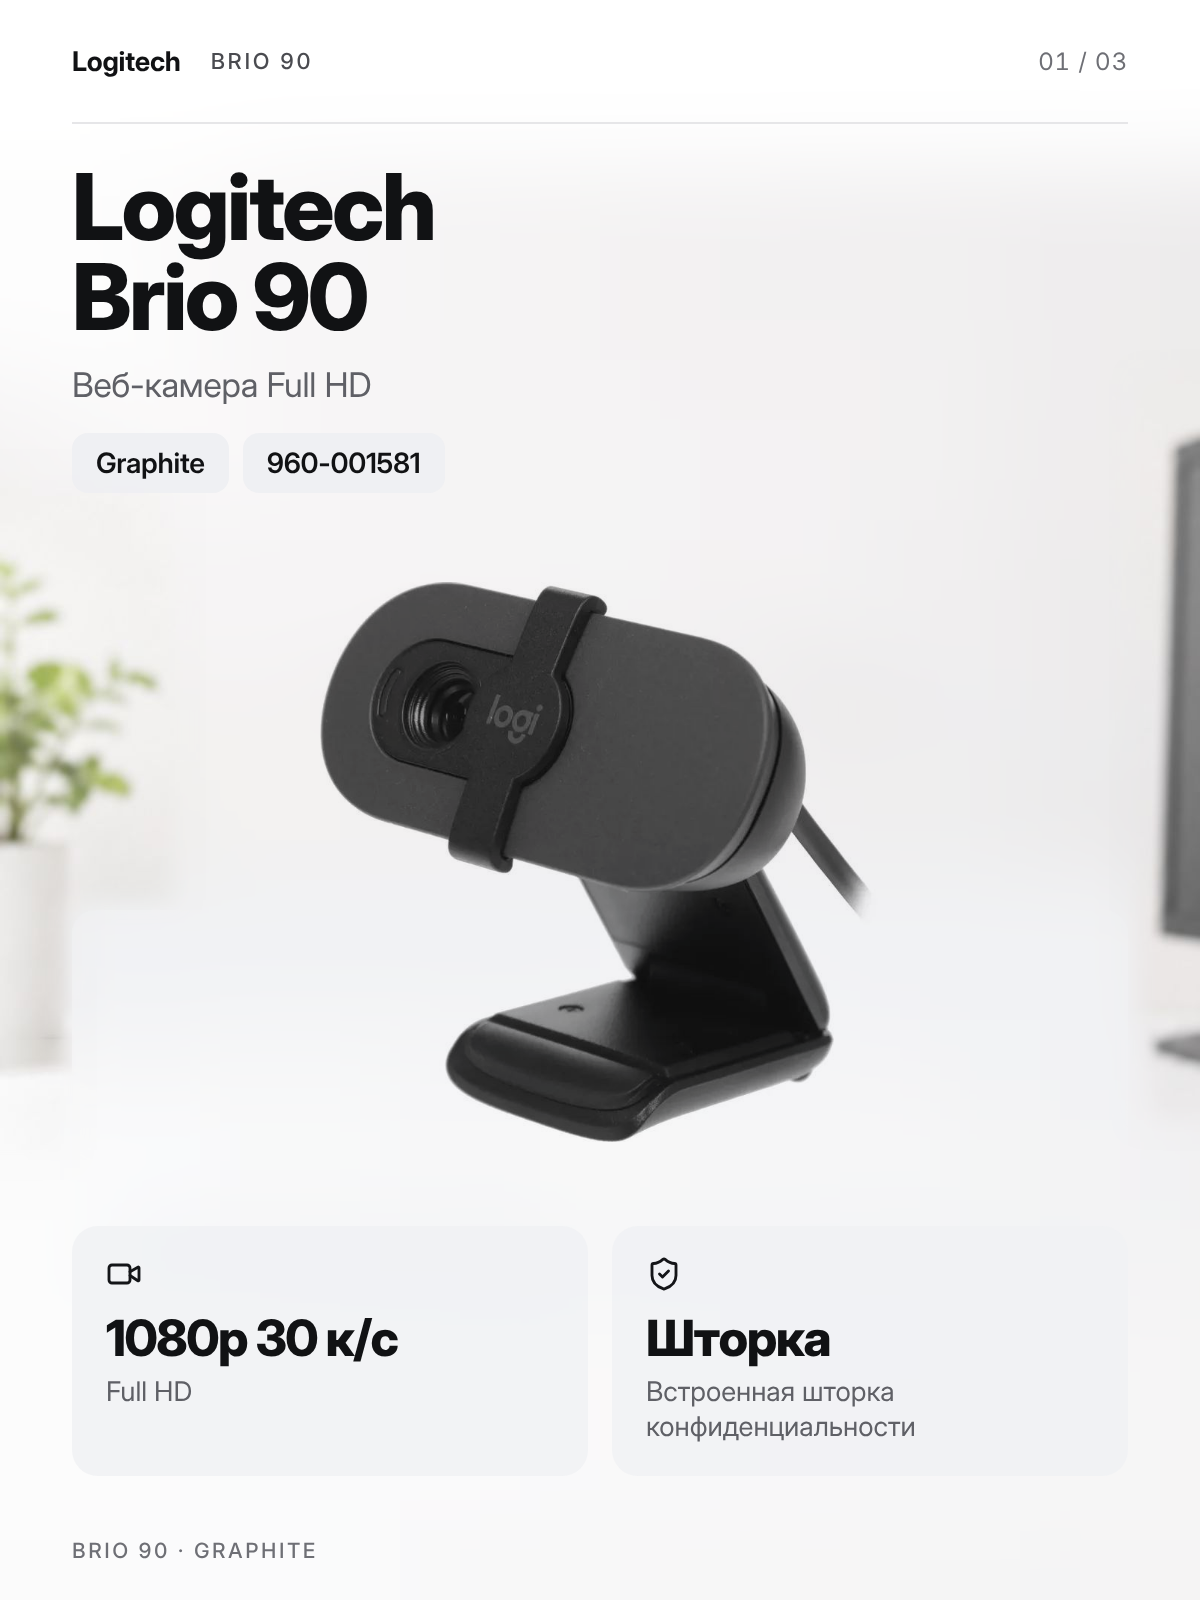 Logitech BRIO 90 01 / 03
Logitech
Brio 90
Веб-камера Full HD
Graphite 960-001581
logi
1080p 30 к/с
Full HD
Шторка
Встроенная шторка
конфиденциальности
BRIO 90 · GRAPHITE